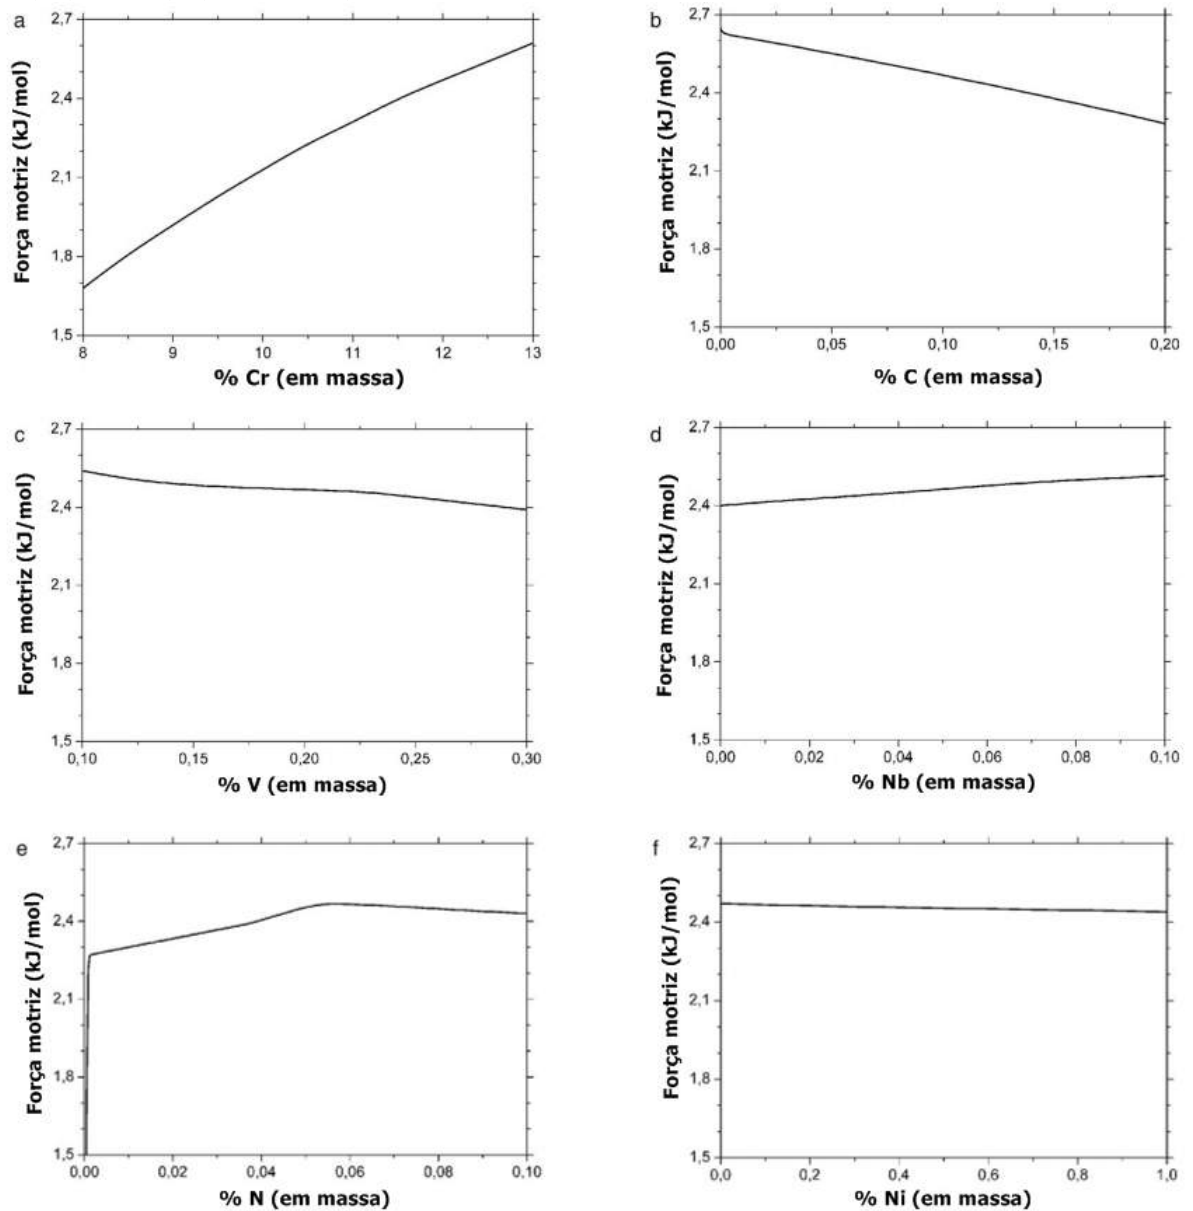 a
2,7
2,4
2,1
1,8
1,5
Força motriz (kJ/mol)
8 9 10 11 12 13
% Cr (em massa)
b
2,7
2,4
2,1
1,8
1,5
Força motriz (kJ/mol)
0,00 0,05 0,10 0,15 0,20
% C (em massa)
c
2,7
2,4
2,1
1,8
1,5
Força motriz (kJ/mol)
0,10 0,15 0,20 0,25 0,30
% V (em massa)
d
2,7
2,4
2,1
1,8
1,5
Força motriz (kJ/mol)
0,00 0,02 0,04 0,06 0,08 0,10
% Nb (em massa)
e
2,7
2,4
2,1
1,8
1,5
Força motriz (kJ/mol)
0,00 0,02 0,04 0,06 0,08 0,10
% N (em massa)
f
2,7
2,4
2,1
1,8
1,5
Força motriz (kJ/mol)
0,0 0,2 0,4 0,6 0,8 1,0
% Ni (em massa)